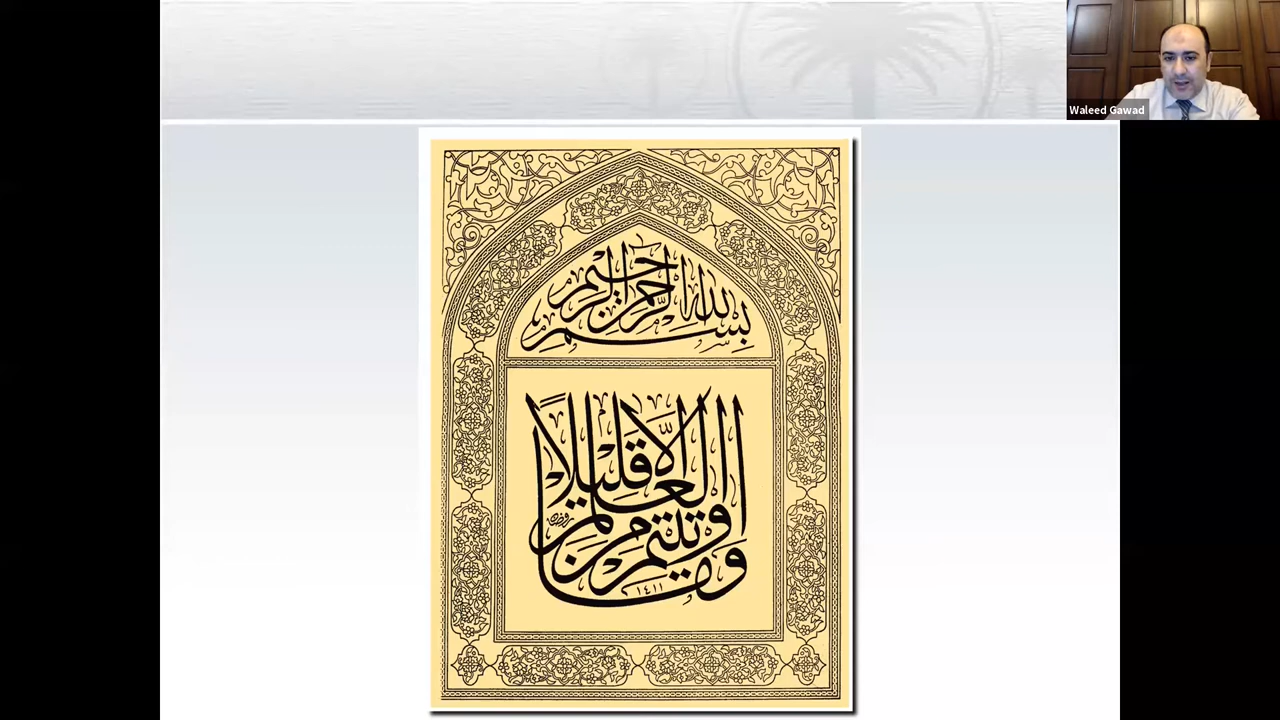 Waleed Gawad
بسم الله الرحمن الرحيم
وما أوتيتم من العلم إلا قليلا
١٤١١